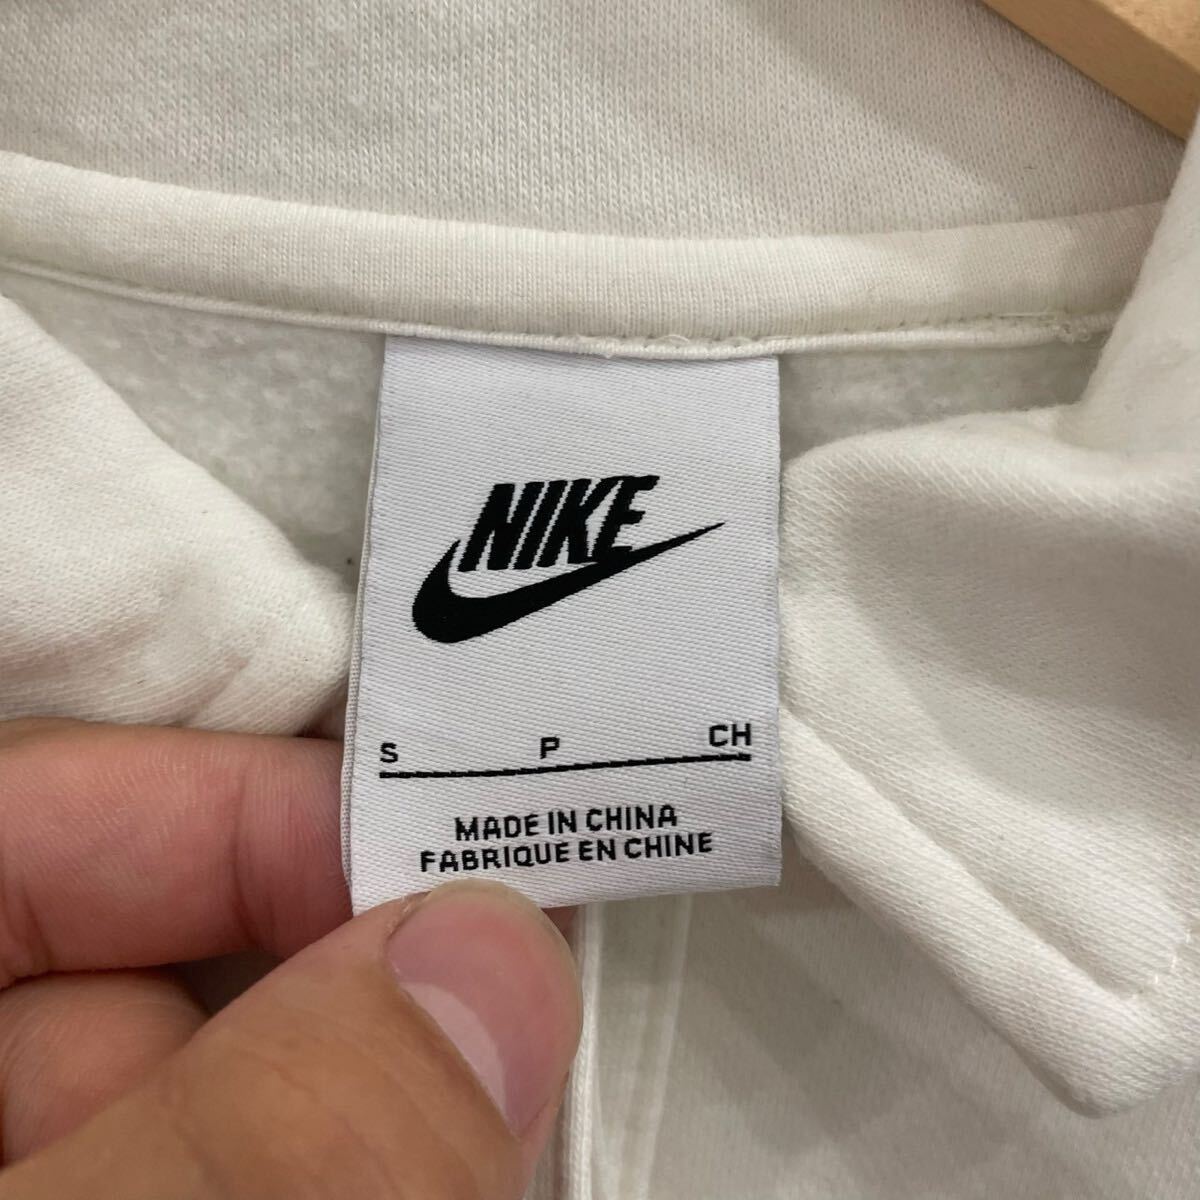 NIKE
S P CH
MADE IN CHINA
FABRIQUE EN CHINE